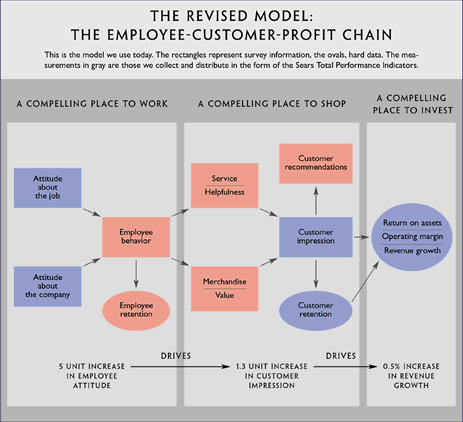 THE REVISED MODEL:
THE EMPLOYEE-CUSTOMER-PROFIT CHAIN
This is the model we use today. The rectangles represent survey information, the ovals, hard data. The mea-
surements in gray are those we collect and distribute in the form of the Sears Total Performance Indicators.
A COMPELLING PLACE TO WORK
A COMPELLING PLACE TO SHOP
A COMPELLING
PLACE TO INVEST
Attitude
about
the job
Attitude
about
the company
Employee
behavior
Employee
retention
Service
Helpfulness
Merchandise
Value
Customer
recommendations
Customer
impression
Customer
retention
Return on assets
Operating margin
Revenue growth
5 UNIT INCREASE
IN EMPLOYEE
ATTITUDE
DRIVES
1.3 UNIT INCREASE
IN CUSTOMER
IMPRESSION
DRIVES
0.5% INCREASE
IN REVENUE
GROWTH